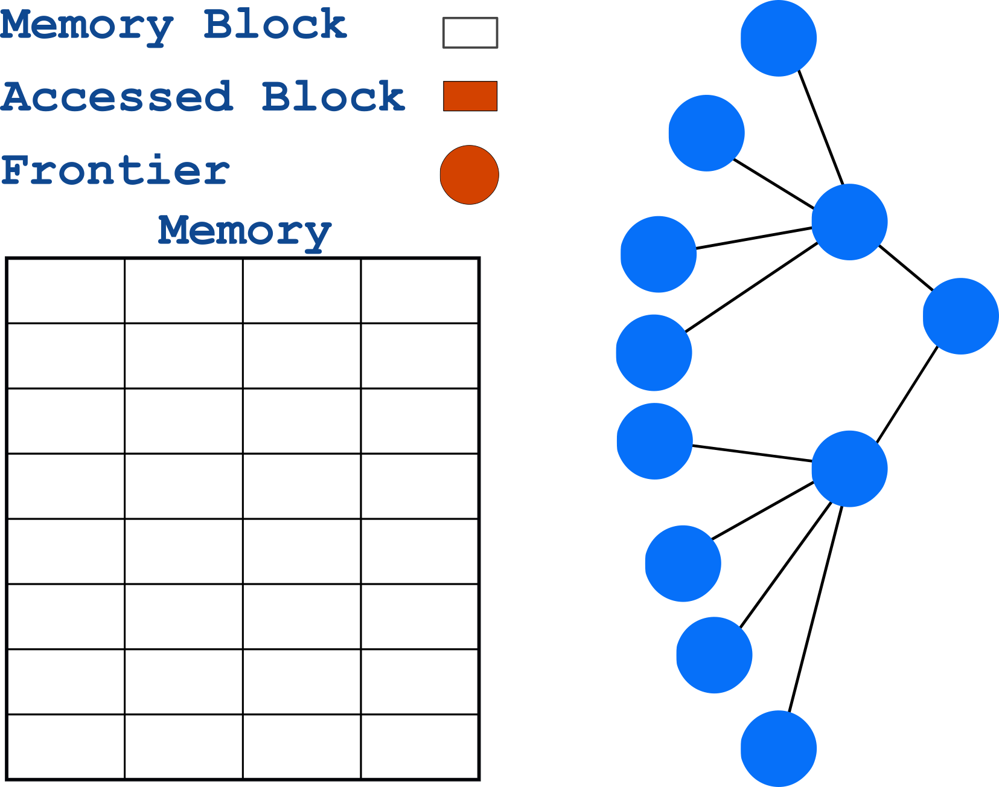 Memory Block
Accessed Block
Frontier
Memory